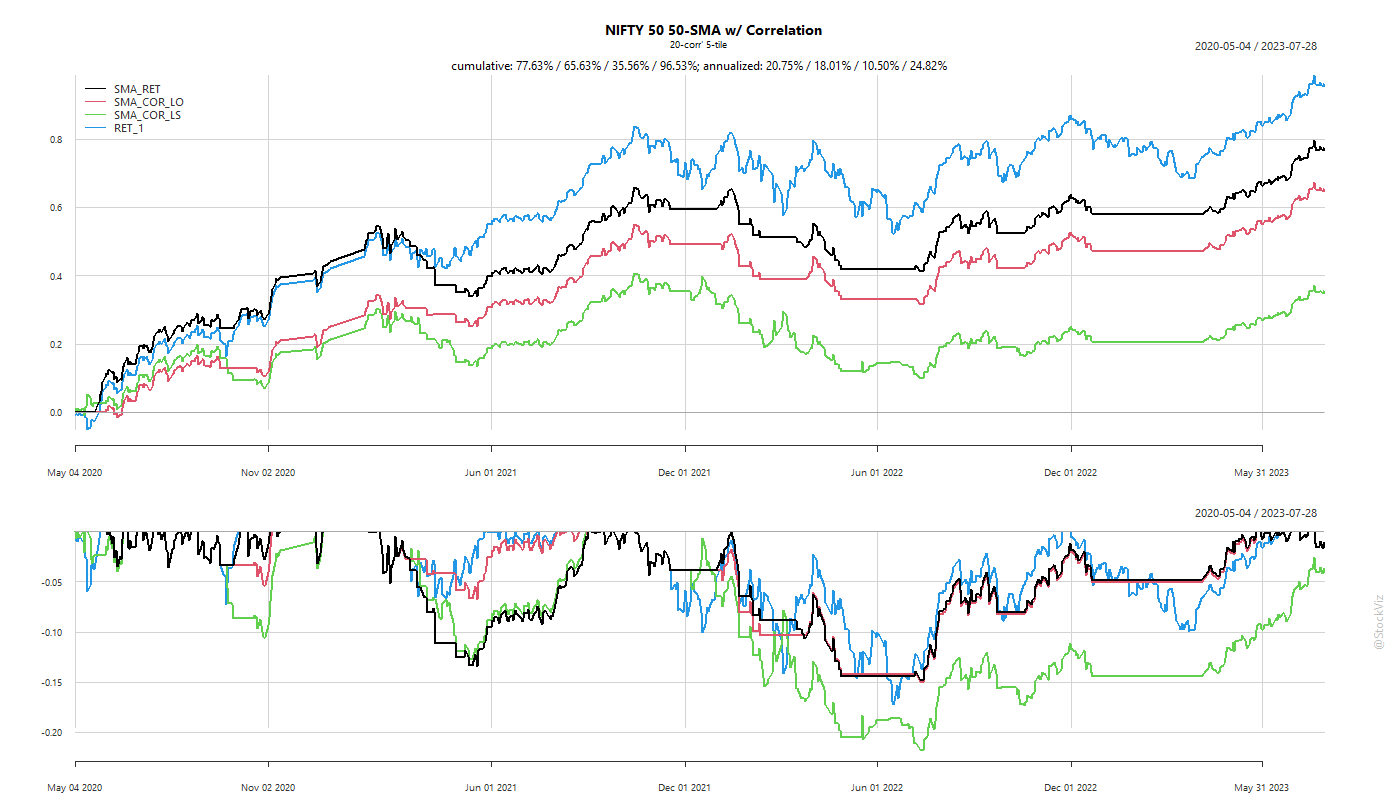 NIFTY 50 50-SMA w/ Correlation
20-corr' 5-tile
2020-05-04 / 2023-07-28
cumulative: 77.63% / 65.63% / 35.56% / 96.53%; annualized: 20.75% / 18.01% / 10.50% / 24.82%
SMA_RET
SMA_COR_LO
SMA_COR_LS
RET_1
0.8
0.6
0.4
0.2
0.0
May 04 2020 Nov 02 2020 Jun 01 2021 Dec 01 2021 Jun 01 2022 Dec 01 2022 May 31 2023
2020-05-04 / 2023-07-28
-0.05
-0.10
-0.15
-0.20
May 04 2020 Nov 02 2020 Jun 01 2021 Dec 01 2021 Jun 01 2022 Dec 01 2022 May 31 2023
@StockViz